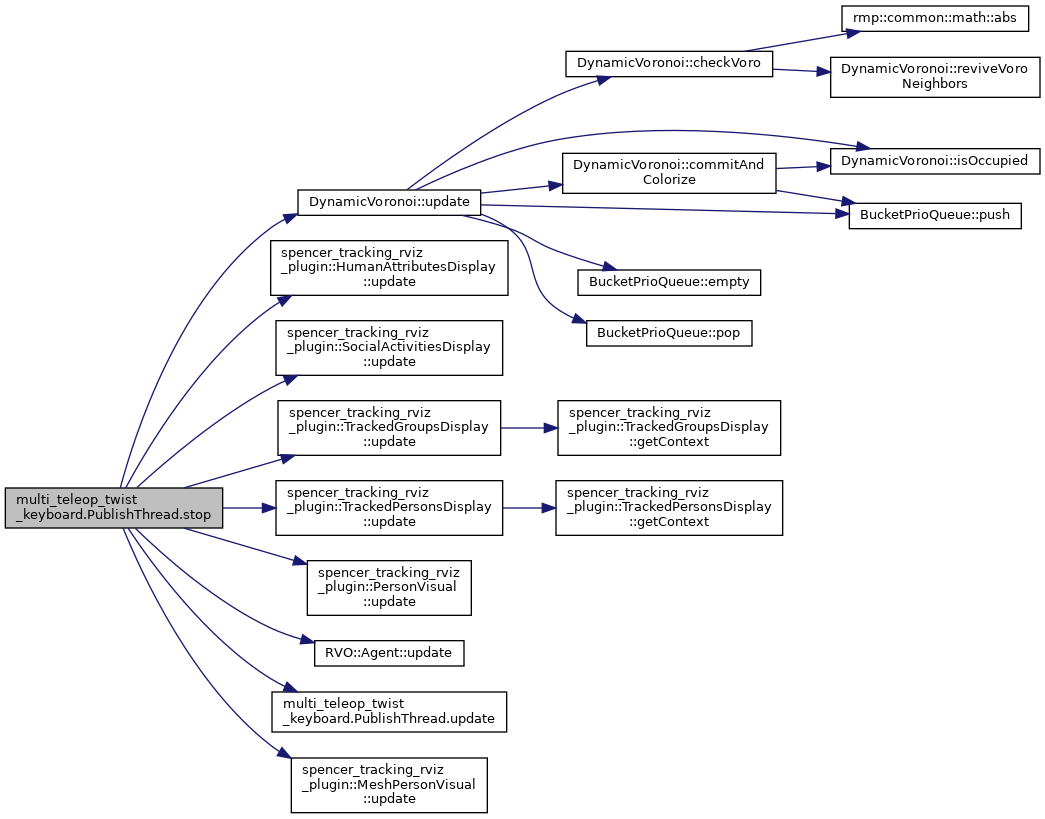 rmp::common::math::abs
DynamicVoronoi::checkVoro
DynamicVoronoi::reviveVoro
Neighbors
DynamicVoronoi::isOccupied
DynamicVoronoi::commitAnd
Colorize
DynamicVoronoi::update
BucketPrioQueue::push
spencer_tracking_rviz
_plugin::HumanAttributesDisplay
::update
BucketPrioQueue::empty
BucketPrioQueue::pop
spencer_tracking_rviz
_plugin::SocialActivitiesDisplay
::update
spencer_tracking_rviz
_plugin::TrackedGroupsDisplay
::update
spencer_tracking_rviz
_plugin::TrackedGroupsDisplay
::getContext
multi_teleop_twist
_keyboard.PublishThread.stop
spencer_tracking_rviz
_plugin::TrackedPersonsDisplay
::update
spencer_tracking_rviz
_plugin::TrackedPersonsDisplay
::getContext
spencer_tracking_rviz
_plugin::PersonVisual
::update
RVO::Agent::update
multi_teleop_twist
_keyboard.PublishThread.update
spencer_tracking_rviz
_plugin::MeshPersonVisual
::update